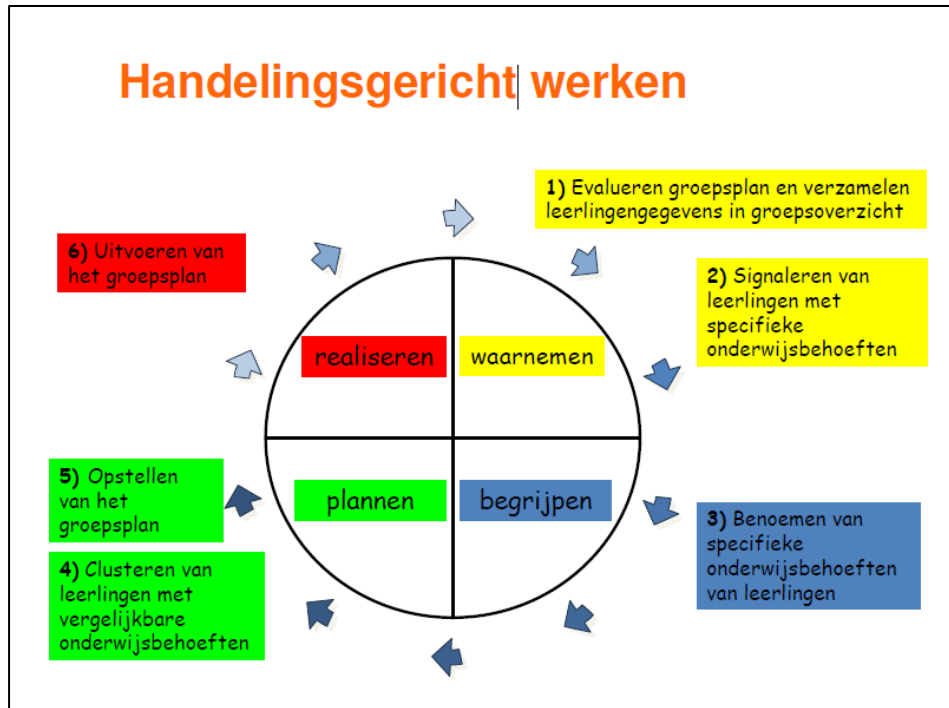 Handelingsgericht werken
1) Evalueren groepsplan en verzamelen
leerlingengegevens in groepsoverzicht
2) Signaleren van
leerlingen met
specifieke
onderwijsbehoeften
3) Benoemen van
specifieke
onderwijsbehoeften
van leerlingen
4) Clusteren van
leerlingen met
vergelijkbare
onderwijsbehoeften
5) Opstellen
van het
groepsplan
6) Uitvoeren van
het groepsplan
realiseren
waarnemen
plannen
begrijpen